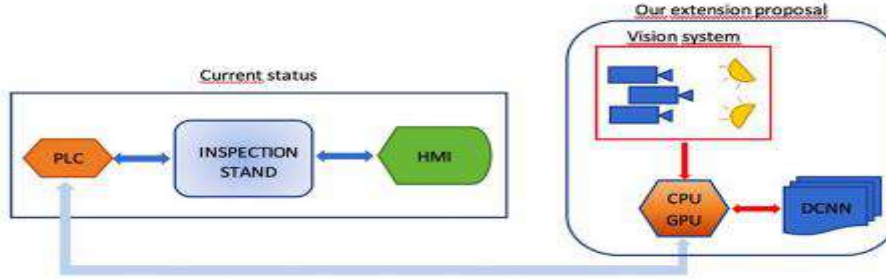 Our extension proposal
Vision system
Current status
PLC
INSPECTION
STAND
HMI
CPU
GPU
DCNN